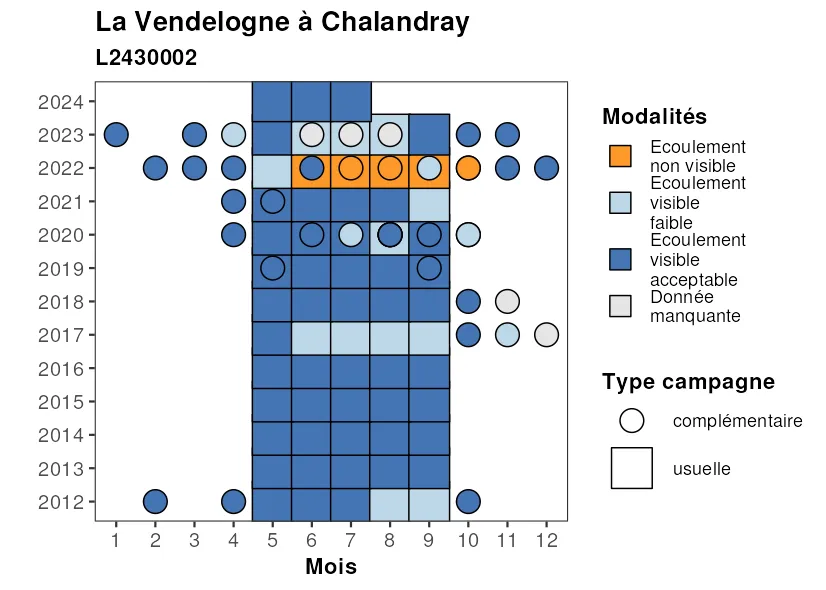 La Vendelogne à Chalandray
L2430002
2024
2023
2022
2021
2020
2019
2018
2017
2016
2015
2014
2013
2012
1 2 3 4 5 6 7 8 9 10 11 12
Mois
Modalités
Ecoulement
non visible
Ecoulement
visible
faible
Ecoulement
visible
acceptable
Donnée
manquante
Type campagne
complémentaire
usuelle